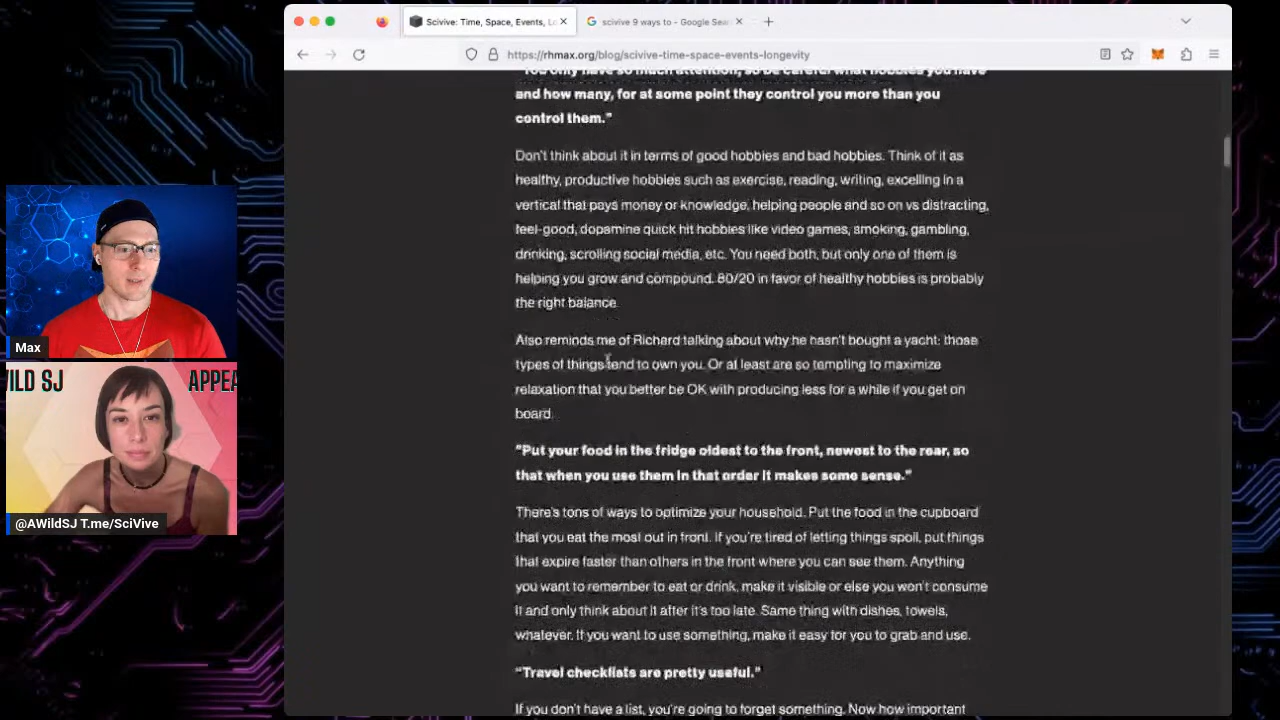 Scivive: Time, Space, Events, Lo
scivive 9 ways to - Google Sea
https://rhmax.org/blog/scivive-time-space-events-longevity
"You only have so much attention, so be careful what hobbies you have
and how many, for at some point they control you more than you
control them."
Don't think about it in terms of good hobbies and bad hobbies. Think of it as
healthy, productive hobbies such as exercise, reading, writing, excelling in a
vertical that pays money or knowledge, helping people and so on vs distracting,
feel-good, dopamine quick hit hobbies like video games, smoking, gambling,
drinking, scrolling social media, etc. You need both, but only one of them is
helping you grow and compound. 80/20 in favor of healthy hobbies is probably
the right balance.
Also reminds me of Richard talking about why he hasn't bought a yacht: those
types of things tend to own you. Or at least are so tempting to maximize
relaxation that you better be OK with producing less for a while if you get on
board.
"Put your food in the fridge oldest to the front, newest to the rear, so
that when you use them in that order it makes some sense."
There's tons of ways to optimize your household. Put the food in the cupboard
that you eat the most out in front. If you're tired of letting things spoil, put things
that expire faster than others in the front where you can see them. Anything
you want to remember to eat or drink, make it visible or else you won't consume
it and only think about it after it's too late. Same thing with dishes, towels,
whatever. If you want to use something, make it easy for you to grab and use.
"Travel checklists are pretty useful."
If you don't have a list, you're going to forget something. Now how important
Max
ILD SJ
APPEA
@AWildSJ T.me/SciVive